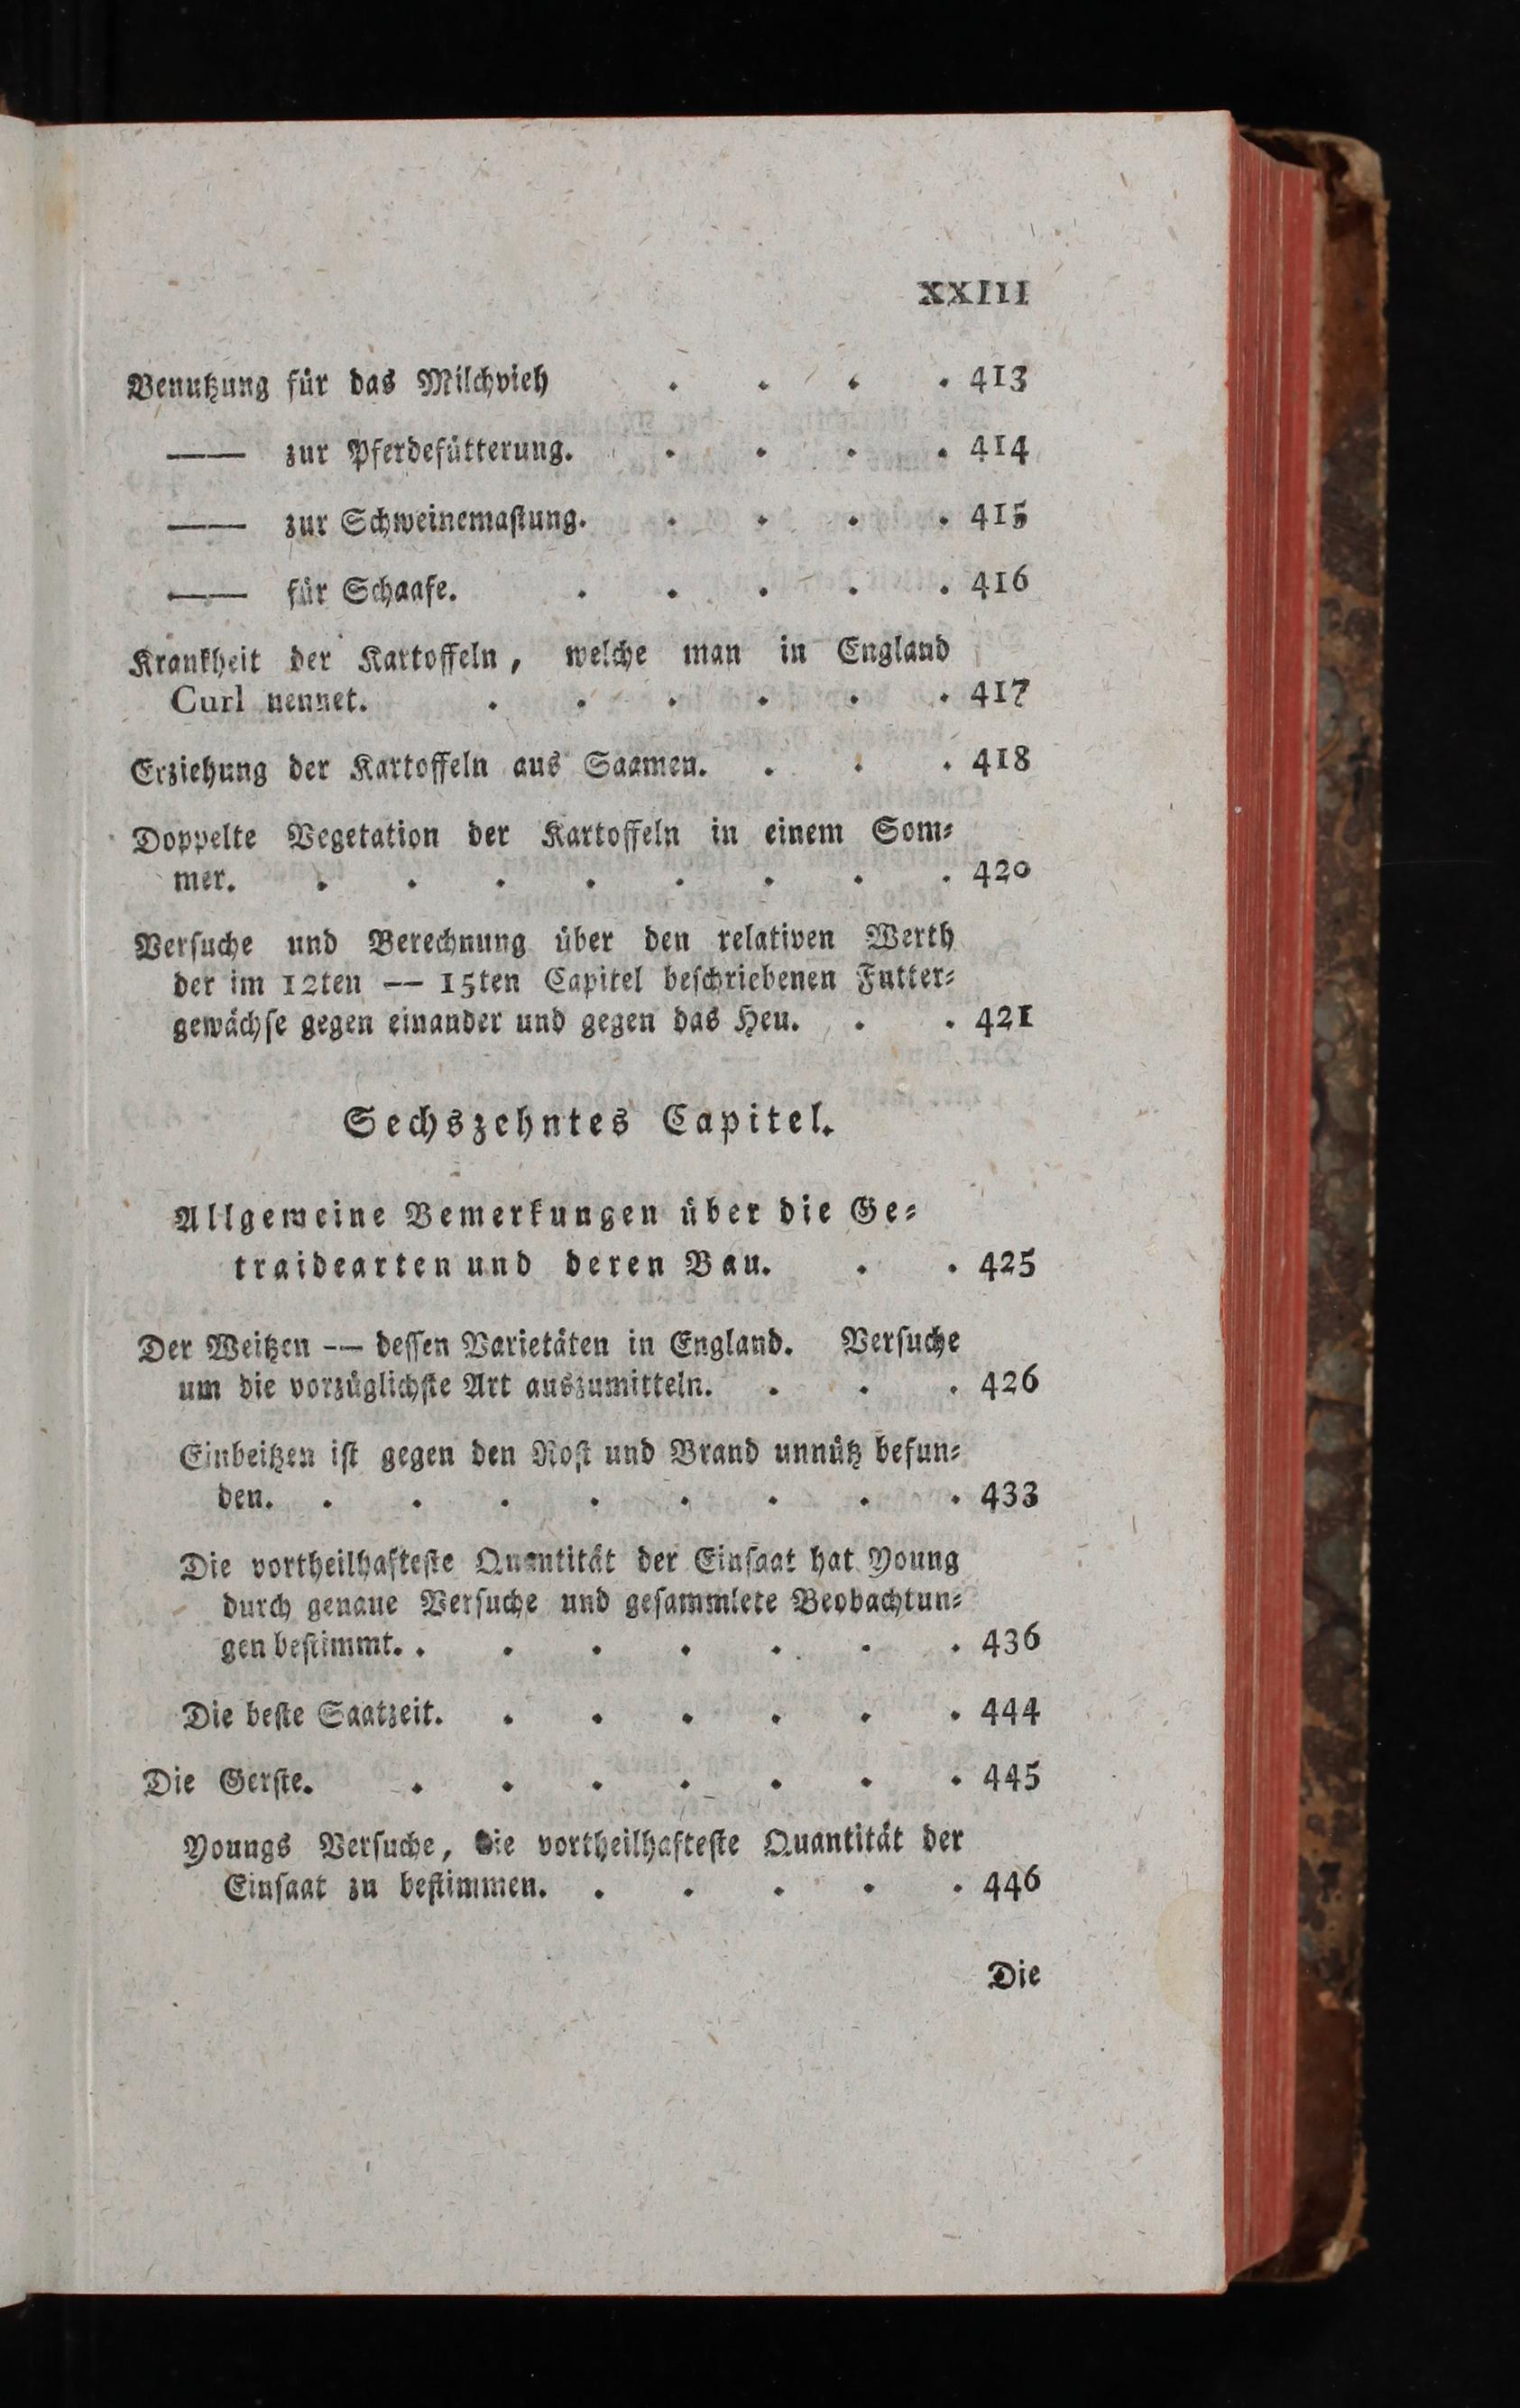 XXIII
Benutzung für das Milchvieh . . . . 413
—— zur Pferdefütterung. . . . . 414
—— zur Schweinemastung. . . . . 415
—— für Schaafe. . . . . . 416
Krankheit der Kartoffeln, welche man in England
Curl nennet. . . . . . . 417
Erziehung der Kartoffeln aus Saamen. . . . 418
Doppelte Vegetation der Kartoffeln in einem Som-
mer. . . . . . . . . 420
Versuche und Berechnung über den relativen Werth
der im 12ten — 15ten Capitel beschriebenen Futter-
gewächse gegen einander und gegen das Heu. . . 421
Sechszehntes Capitel.
Allgemeine Bemerkungen über die Ge-
traidearten und deren Bau. . . 425
Der Weitzen — dessen Varietäten in England. Versuche
um die vorzüglichste Art auszumitteln. . . . 426
Einbeitzen ist gegen den Rost und Brand unnütz befun-
den. . . . . . . . . 433
Die vortheilhafteste Quantität der Einsaat hat Young
durch genaue Versuche und gesammlete Beobachtun-
gen bestimmt. . . . . . . . 436
Die beste Saatzeit. . . . . . . 444
Die Gerste. . . . . . . . 445
Youngs Versuche, die vortheilhafteste Quantität der
Einsaat zu bestimmen. . . . . . 446
Die